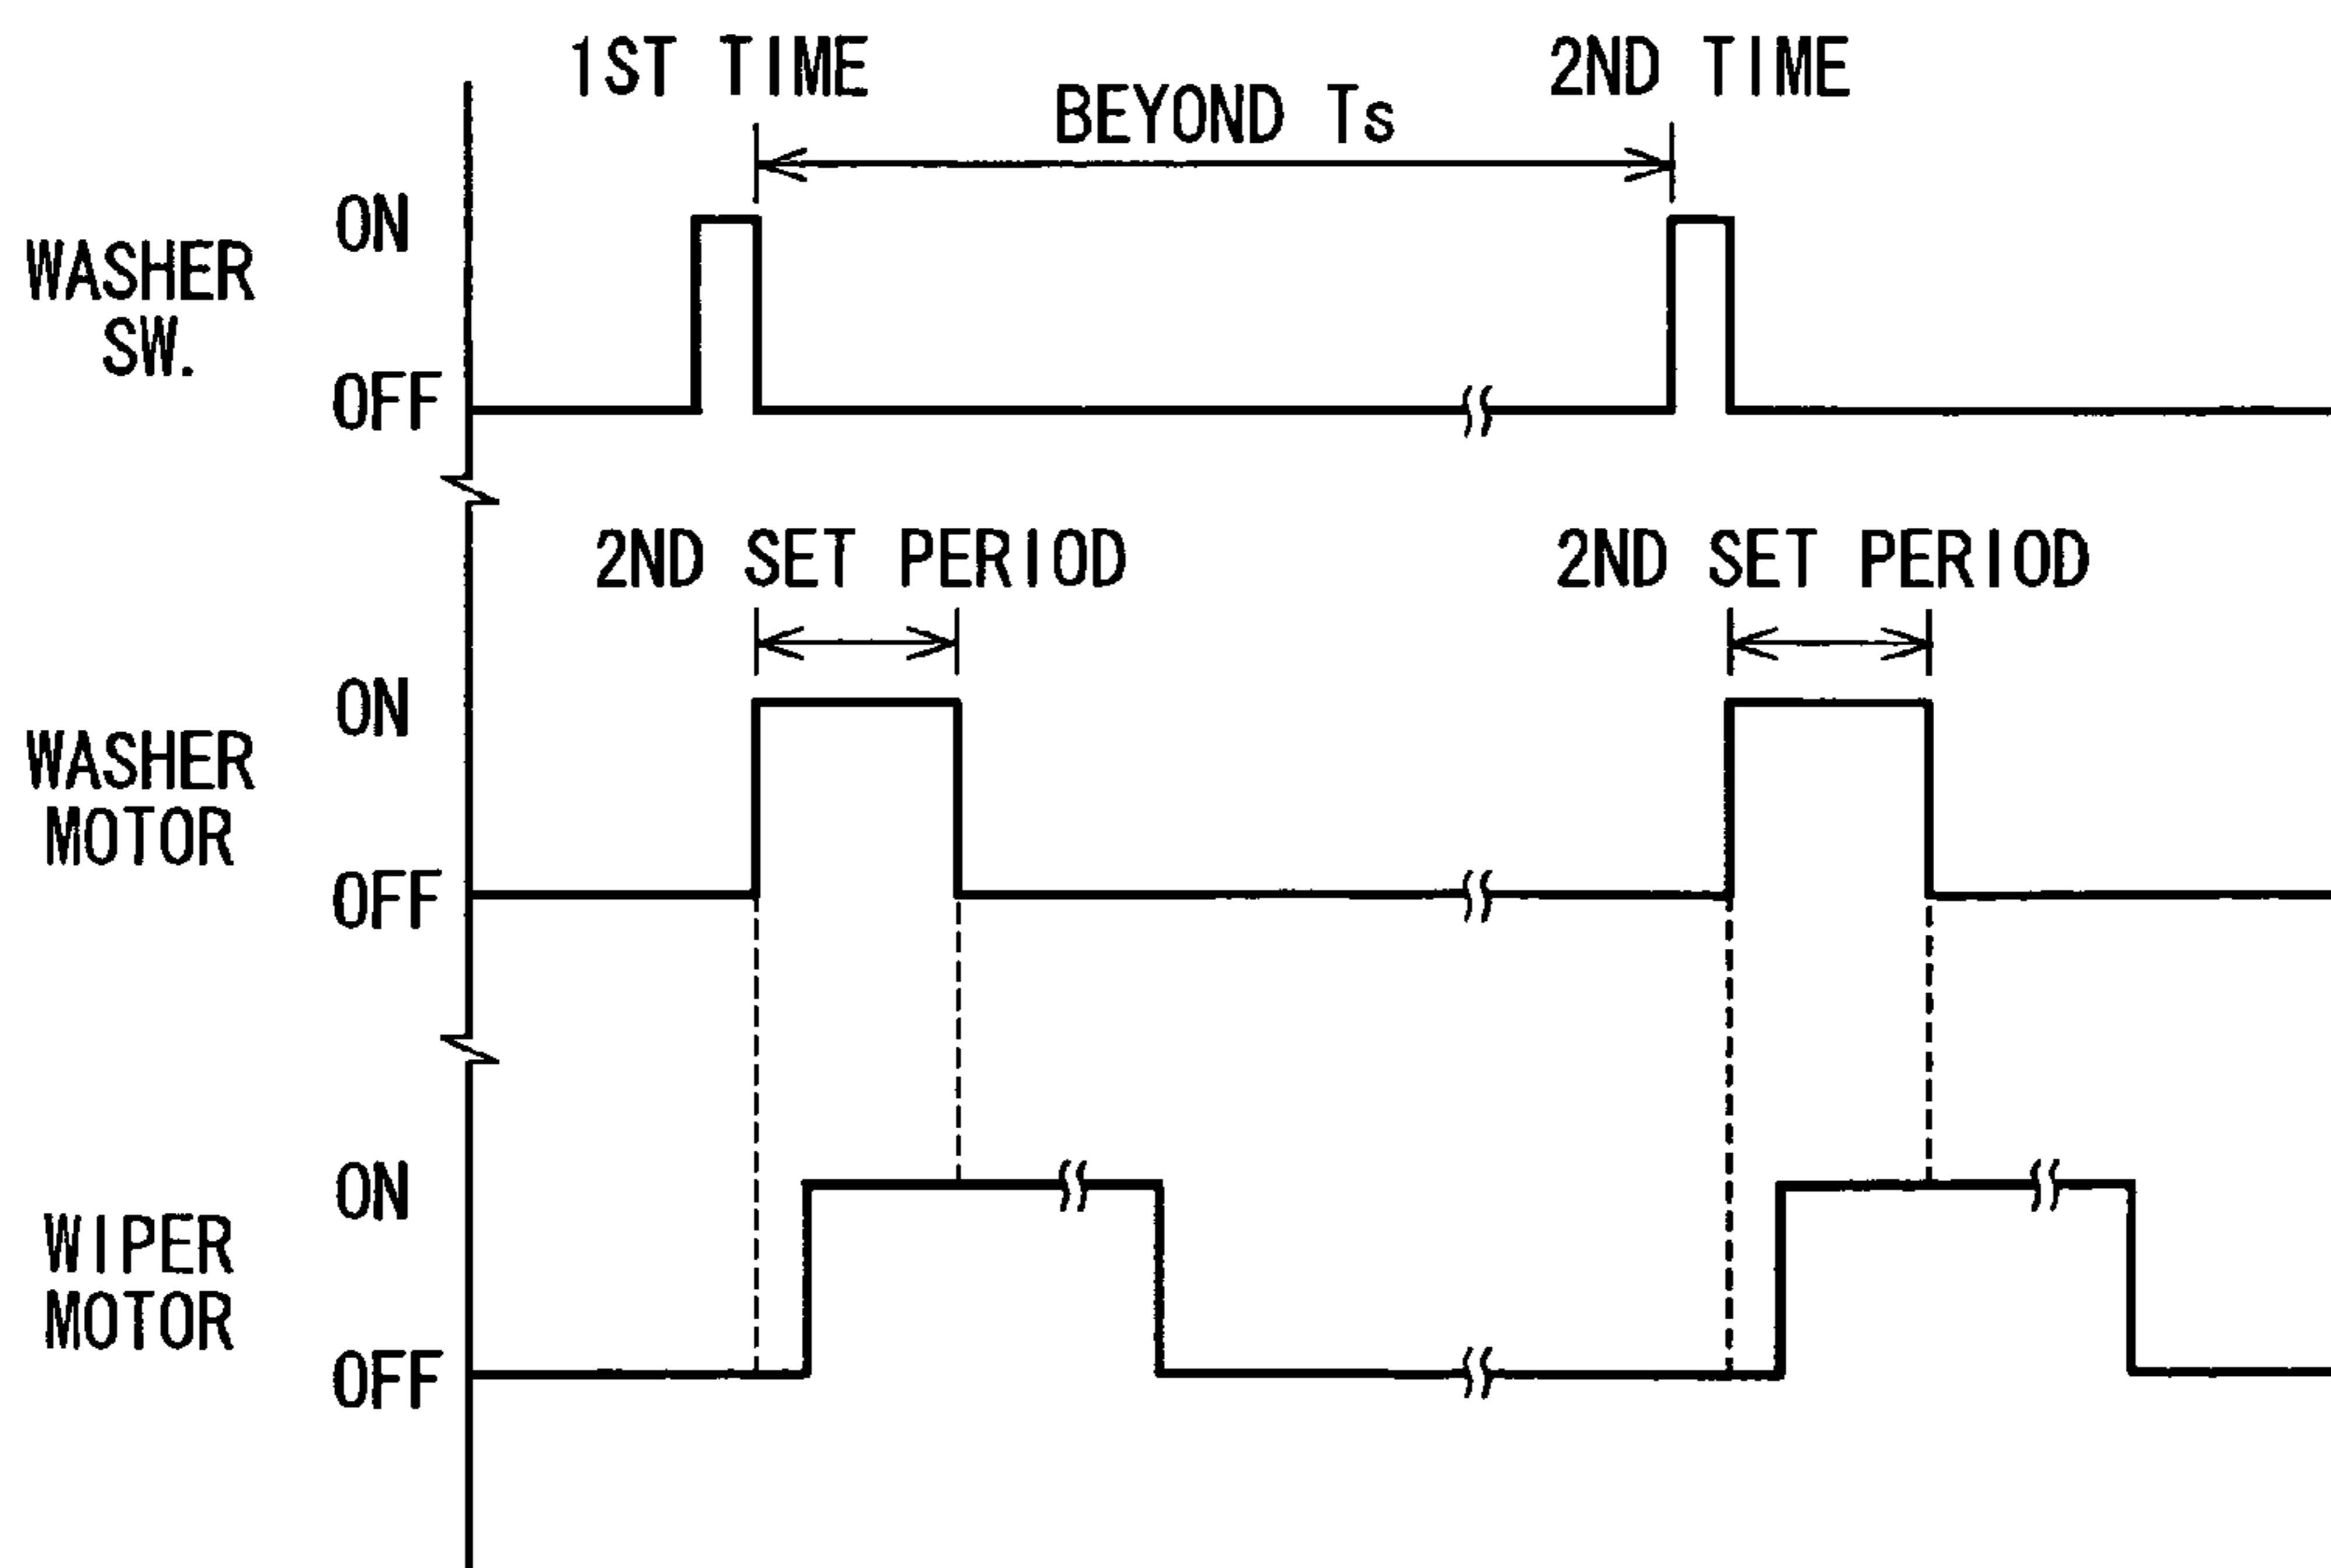 1ST TIME
2ND TIME
BEYOND Ts
ON
WASHER
SW.
OFF
2ND SET PERIOD
2ND SET PERIOD
ON
WASHER
MOTOR
OFF
ON
WIPER
MOTOR
OFF